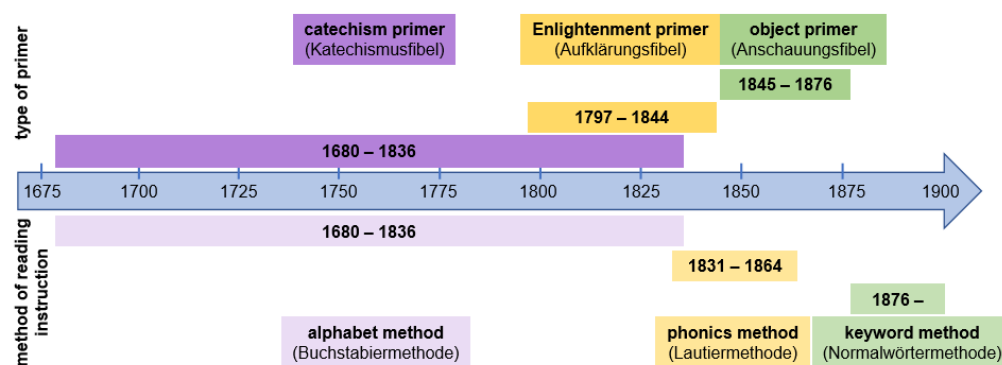 catechism primer
(Katechismusfibel)
Enlightenment primer
(Aufklärungsfibel)
object primer
(Anschauungsfibel)
type of primer
1845 – 1876
1797 – 1844
1680 – 1836
1675 1700 1725 1750 1775 1800 1825 1850 1875 1900
1680 – 1836
1831 – 1864
1876 –
method of reading
instruction
alphabet method
(Buchstabiermethode)
phonics method
(Lautiermethode)
keyword method
(Normalwörtermethode)